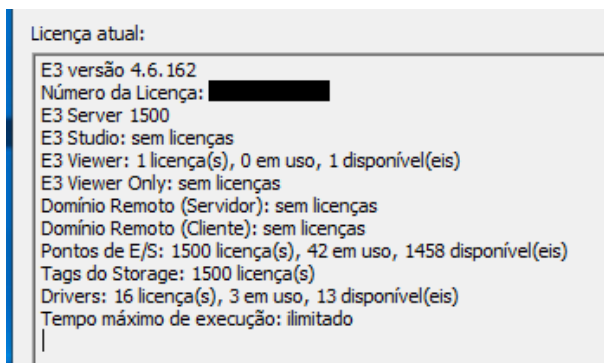 Licença atual:
E3 versão 4.6.162
Número da Licença:
E3 Server 1500
E3 Studio: sem licenças
E3 Viewer: 1 licença(s), 0 em uso, 1 disponível(eis)
E3 Viewer Only: sem licenças
Domínio Remoto (Servidor): sem licenças
Domínio Remoto (Cliente): sem licenças
Pontos de E/S: 1500 licença(s), 42 em uso, 1458 disponível(eis)
Tags do Storage: 1500 licença(s)
Drivers: 16 licença(s), 3 em uso, 13 disponível(eis)
Tempo máximo de execução: ilimitado